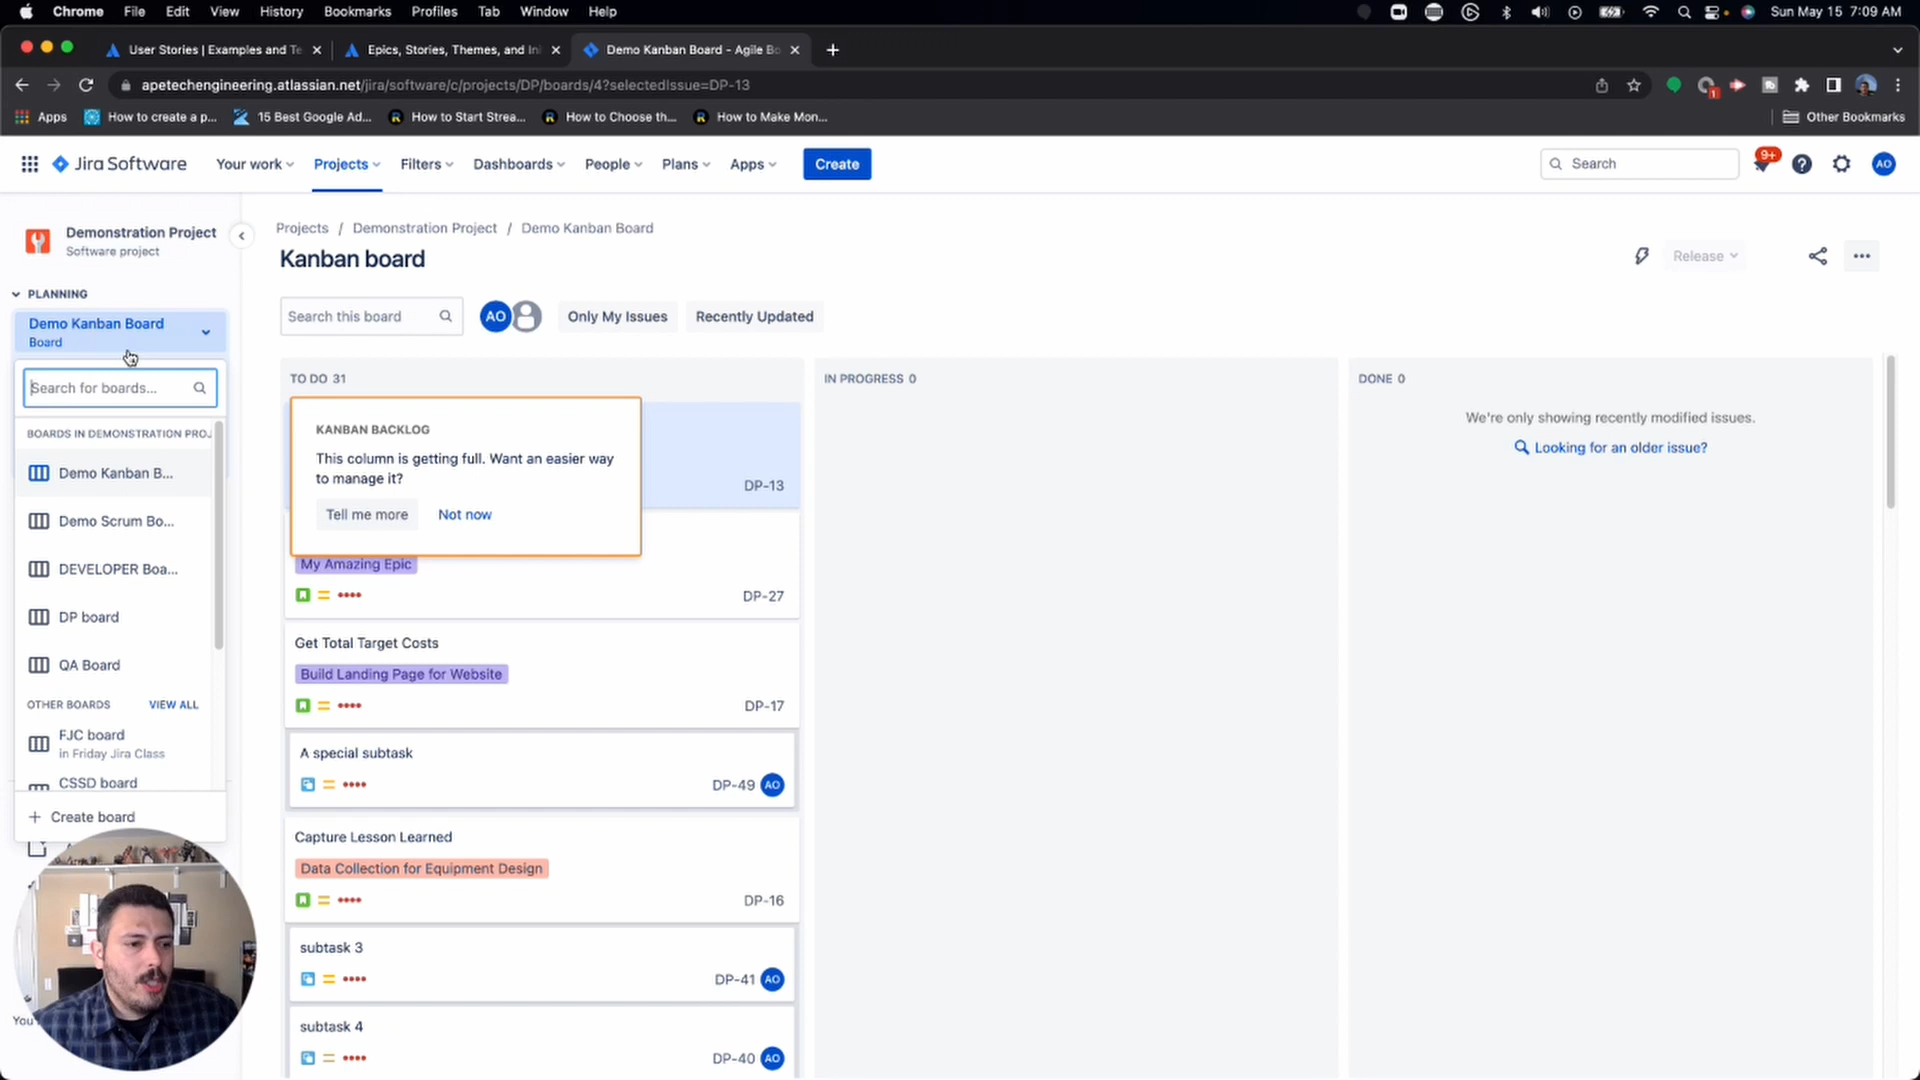 Chrome File Edit View History Bookmarks Profiles Tab Window Help Sun May 15 7:09 AM
User Stories | Examples and Te
Epics, Stories, Themes, and Ini
Demo Kanban Board - Agile Bo
apetechengineering.atlassian.net/jira/software/c/projects/DP/boards/4?selectedIssue=DP-13
1
Apps How to create a p... 15 Best Google Ad... How to Start Strea... How to Choose th... How to Make Mon... Other Bookmarks
Jira Software Your work Projects Filters Dashboards People Plans Apps Create Search 9+ AO
Demonstration Project
Software project
PLANNING
Demo Kanban Board
Board
Search for boards...
BOARDS IN DEMONSTRATION PROJ
Demo Kanban B...
Demo Scrum Bo...
DEVELOPER Boa...
DP board
QA Board
OTHER BOARDS VIEW ALL
FJC board
in Friday Jira Class
CSSD board
+ Create board
You
Projects / Demonstration Project / Demo Kanban Board
Kanban board
Release
Search this board AO Only My Issues Recently Updated
TO DO 31
KANBAN BACKLOG
This column is getting full. Want an easier way
to manage it?
Tell me more Not now
DP-13
My Amazing Epic
DP-27
Get Total Target Costs
Build Landing Page for Website
DP-17
A special subtask
DP-49 AO
Capture Lesson Learned
Data Collection for Equipment Design
DP-16
subtask 3
DP-41 AO
subtask 4
DP-40 AO
IN PROGRESS 0
DONE 0
We're only showing recently modified issues.
Looking for an older issue?